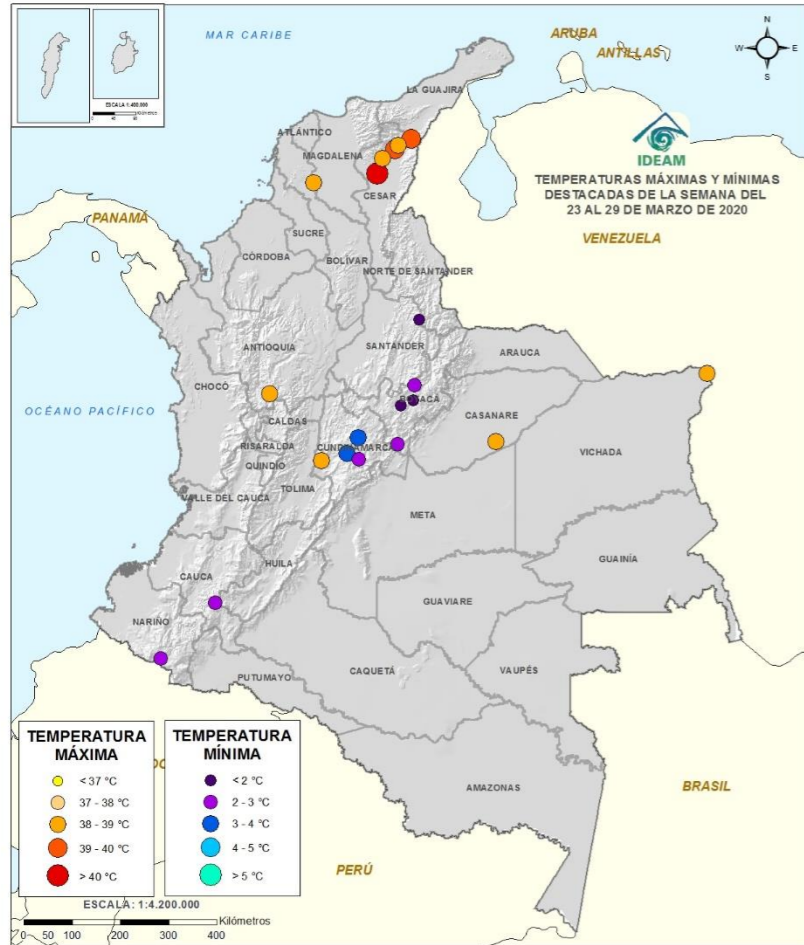 MAR CARIBE
ARUBA
ANTILLAS
N
W
E
S
ESCALA 1:400.000
LA GUAJIRA
ATLÁNTICO
MAGDALENA
CESAR
IDEAM
TEMPERATURAS MÁXIMAS Y MÍNIMAS
DESTACADAS DE LA SEMANA DEL
23 AL 29 DE MARZO DE 2020
PANAMÁ
VENEZUELA
SUCRE
CÓRDOBA
BOLÍVAR
NORTE DE SANTANDER
ANTIOQUIA
SANTANDER
ARAUCA
CHOCÓ
BOYACÁ
OCÉANO PACÍFICO
CALDAS
CASANARE
RISARALDA
CUNDINAMARCA
VICHADA
QUINDÍO
TOLIMA
VALLE DEL CAUCA
META
GUAINÍA
HUILA
CAUCA
GUAVIARE
NARIÑO
CAQUETÁ
VAUPÉS
PUTUMAYO
AMAZONAS
BRASIL
PERÚ
TEMPERATURA
MÁXIMA
< 37 °C
37 - 38 °C
38 - 39 °C
39 - 40 °C
> 40 °C
TEMPERATURA
MÍNIMA
< 2 °C
2 - 3 °C
3 - 4 °C
4 - 5 °C
> 5 °C
ESCALA: 1:4.200.000
Kilómetros
0 50 100 200 300 400